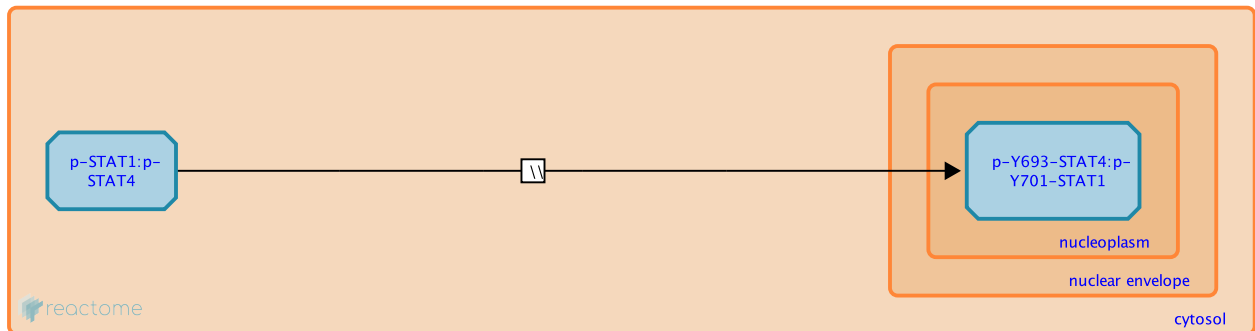 p-STAT1:p-
STAT4
\\
p-Y693-STAT4:p-
Y701-STAT1
nucleoplasm
nuclear envelope
reactome
cytosol